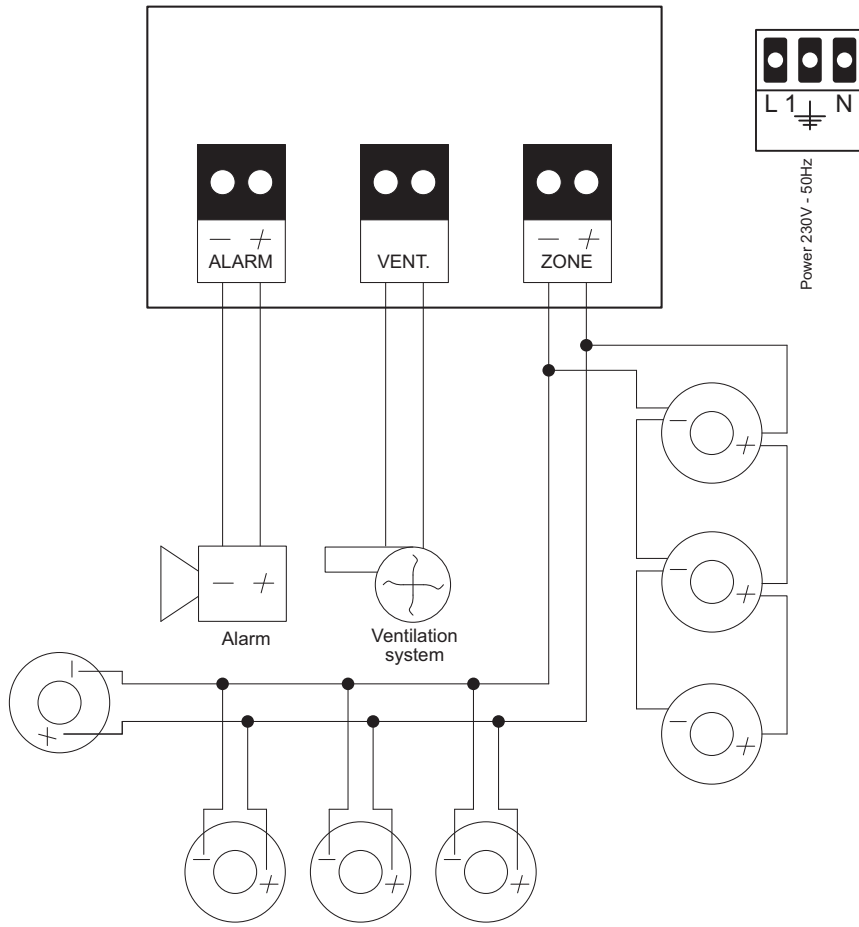 L 1 N
Power 230V - 50Hz
− +
ALARM
VENT.
− +
ZONE
− +
Alarm
Ventilation
system
− +
− +
− +
− +
− +
− +
− +